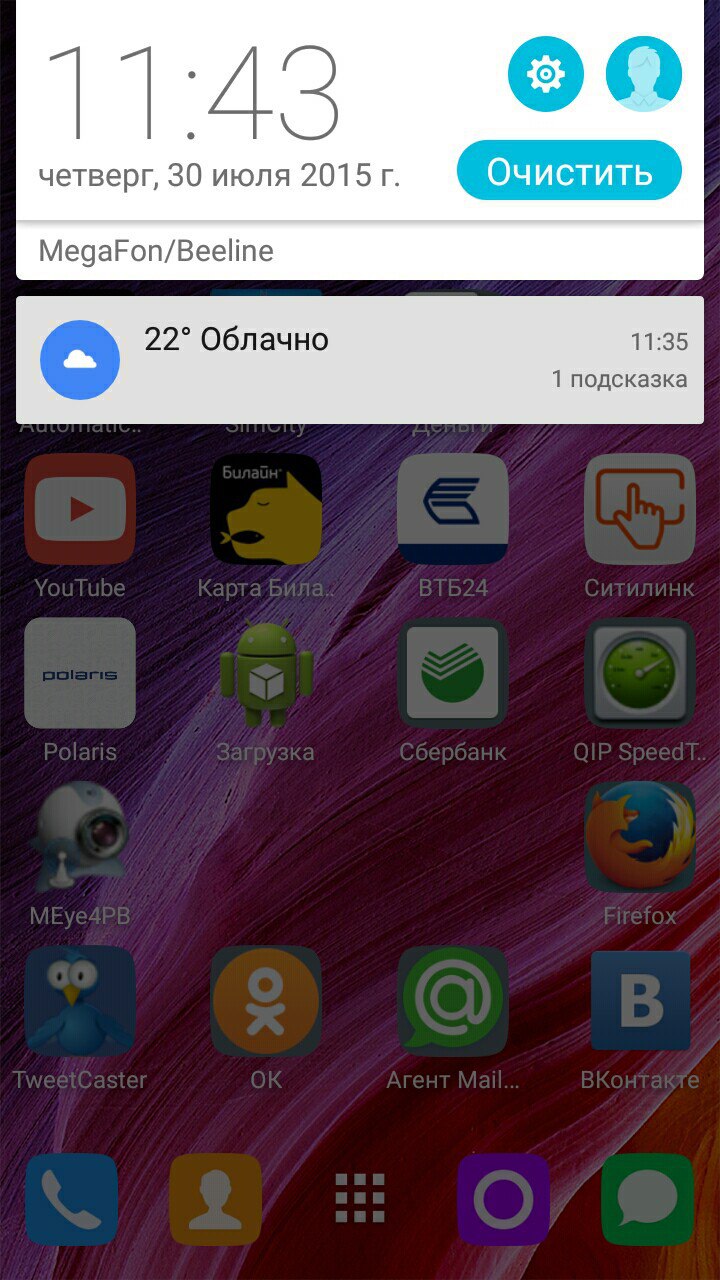 11:43
четверг, 30 июля 2015 г.
Очистить
MegaFon/Beeline
22° Облачно
11:35
1 подсказка
Automatic.. SimCity Деньги
Билайн
YouTube Карта Била.. ВТБ24 Ситилинк
polaris
Polaris Загрузка Сбербанк QIP SpeedT..
MEye4PB Firefox
@ B
TweetCaster ОК Агент Mail... ВКонтакте